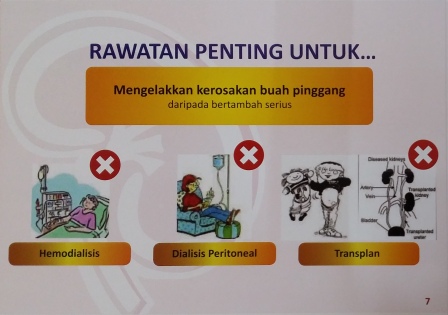 RAWATAN PENTING UNTUK...
Mengelakkan kerosakan buah pinggang
daripada bertambah serius
Diseased kidneys
Artery
Vein
Transplanted
kidney
Bladder
Transplanted
ureter
Hemodialisis
Dialisis Peritoneal
Transplan
7